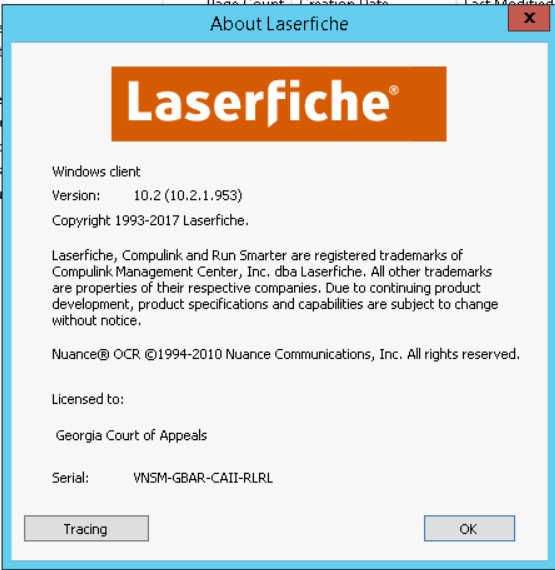 Page Count Creation Date Last Modified
About Laserfiche
x
Laserfiche®
Windows client
Version: 10.2 (10.2.1.953)
Copyright 1993-2017 Laserfiche.
Laserfiche, Compulink and Run Smarter are registered trademarks of
Compulink Management Center, Inc. dba Laserfiche. All other trademarks
are properties of their respective companies. Due to continuing product
development, product specifications and capabilities are subject to change
without notice.
Nuance® OCR ©1994-2010 Nuance Communications, Inc. All rights reserved.
Licensed to:
Georgia Court of Appeals
Serial: VNSM-GBAR-CAII-RLRL
Tracing OK